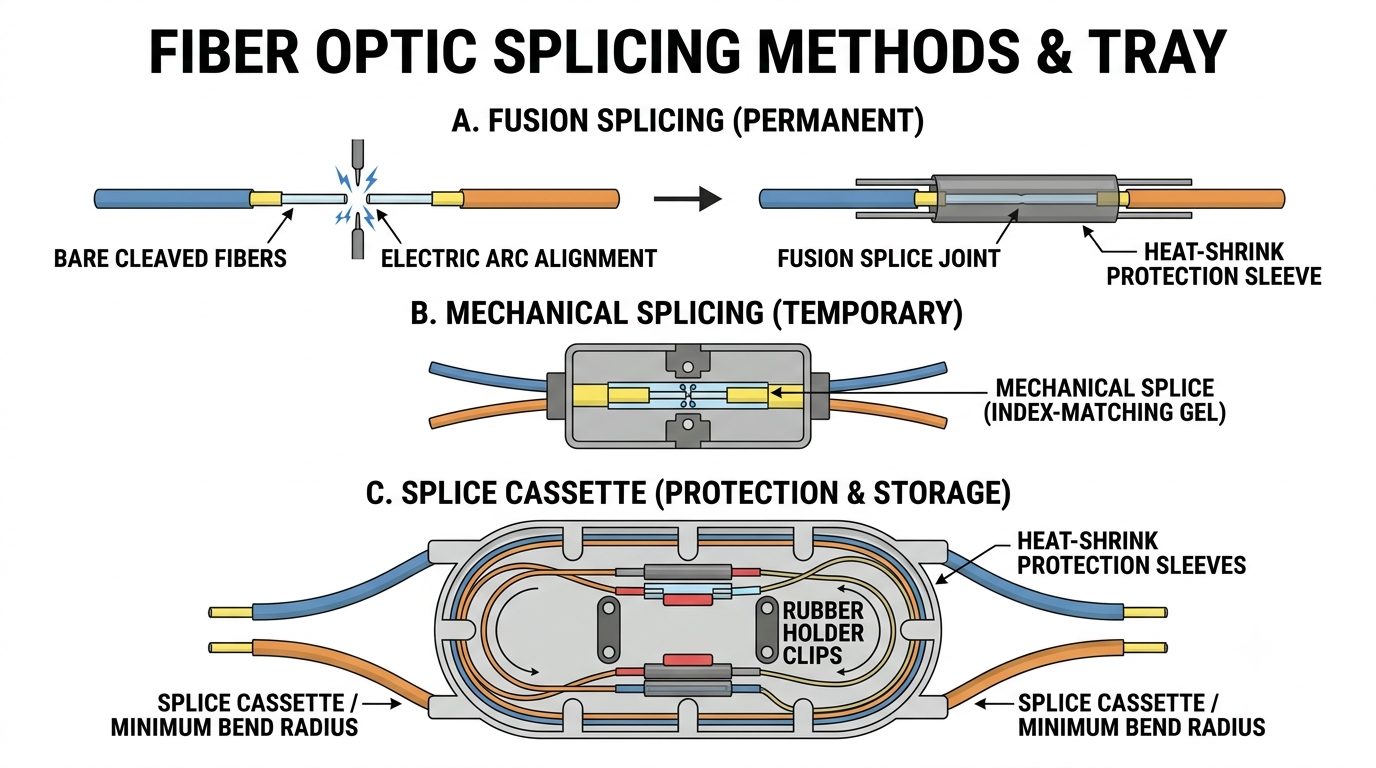 FIBER OPTIC SPLICING METHODS & TRAY
A. FUSION SPLICING (PERMANENT)
BARE CLEAVED FIBERS
ELECTRIC ARC ALIGNMENT
FUSION SPLICE JOINT
HEAT-SHRINK
PROTECTION SLEEVE
B. MECHANICAL SPLICING (TEMPORARY)
MECHANICAL SPLICE
(INDEX-MATCHING GEL)
C. SPLICE CASSETTE (PROTECTION & STORAGE)
HEAT-SHRINK
PROTECTION SLEEVES
RUBBER
HOLDER
CLIPS
SPLICE CASSETTE /
MINIMUM BEND RADIUS
SPLICE CASSETTE /
MINIMUM BEND RADIUS